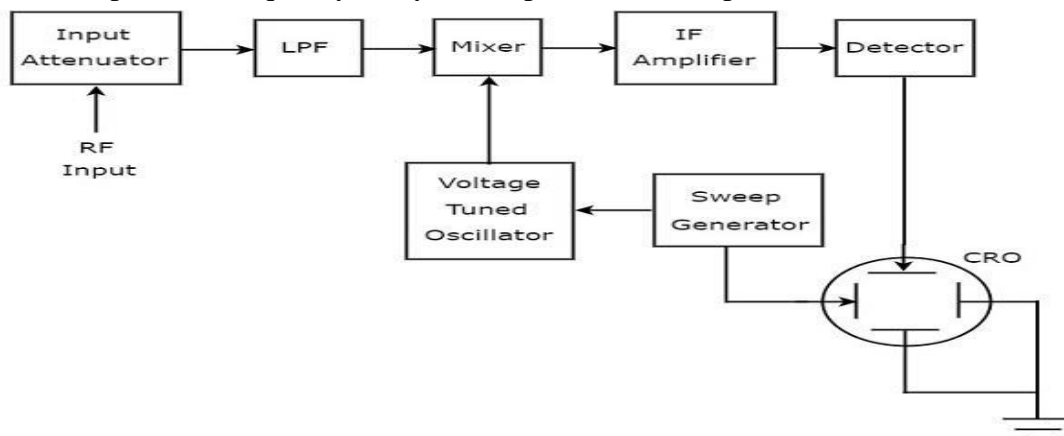 Input
Attenuator
LPF
Mixer
IF
Amplifier
Detector
RF
Input
Voltage
Tuned
Oscillator
Sweep
Generator
CRO